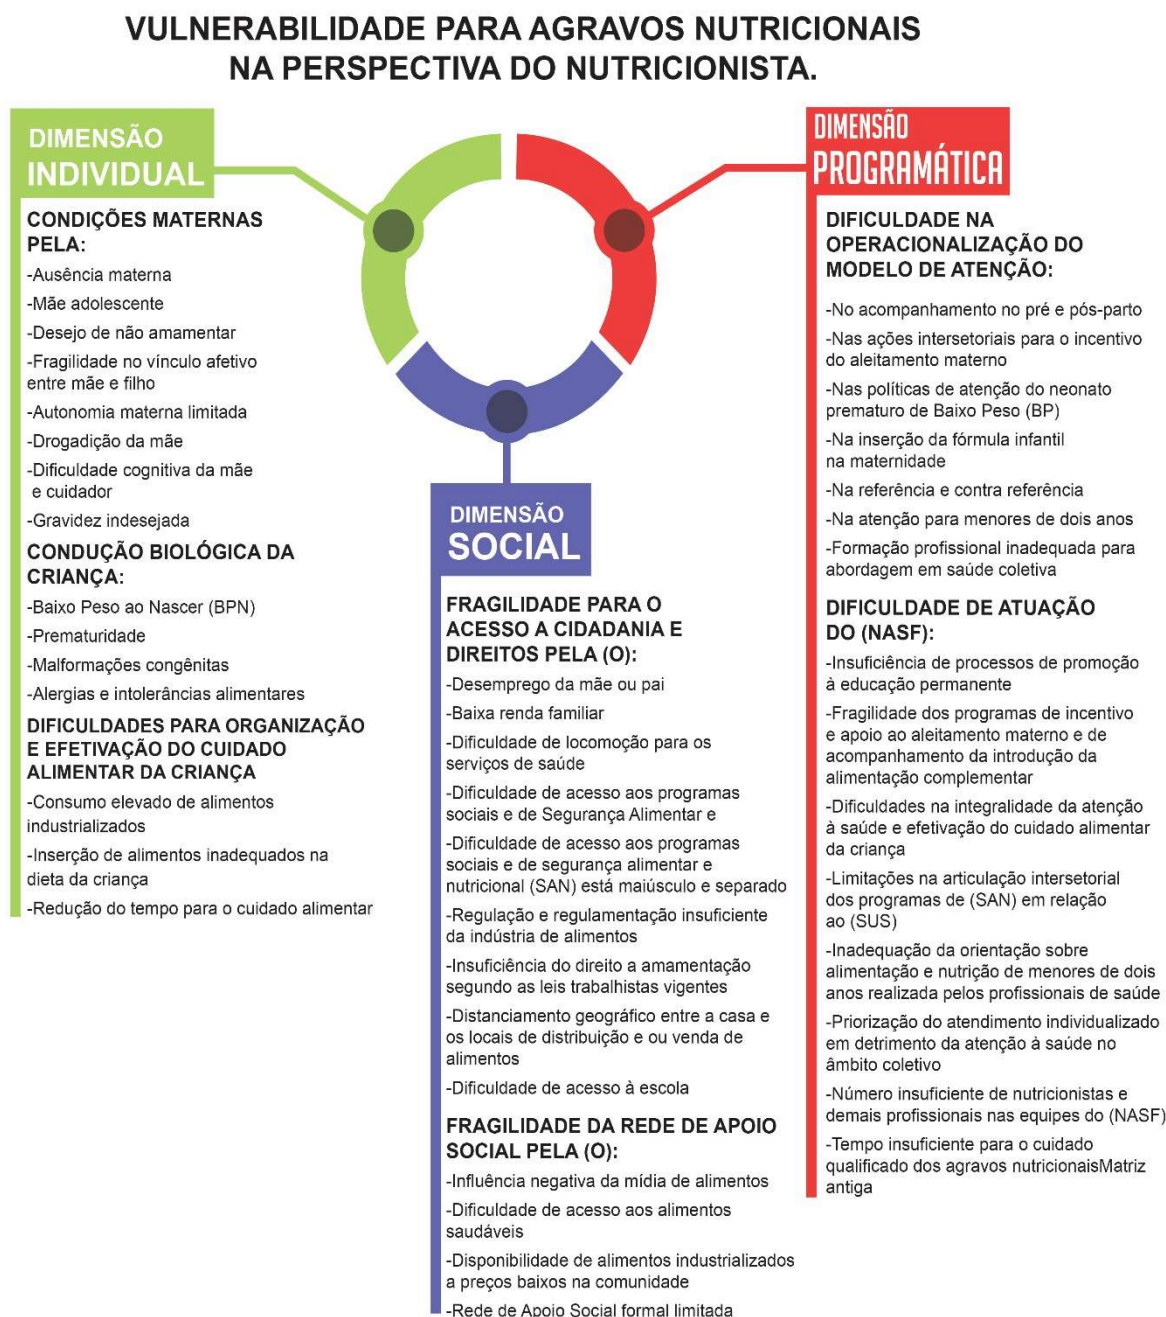 VULNERABILIDADE PARA AGRAVOS NUTRICIONAIS
NA PERSPECTIVA DO NUTRICIONISTA.
DIMENSÃO
INDIVIDUAL
CONDIÇÕES MATERNAS
PELA:
-Ausência materna
-Mãe adolescente
-Desejo de não amamentar
-Fragilidade no vínculo afetivo
entre mãe e filho
-Autonomia materna limitada
-Drogadição da mãe
-Dificuldade cognitiva da mãe
e cuidador
-Gravidez indesejada
CONDUÇÃO BIOLÓGICA DA
CRIANÇA:
-Baixo Peso ao Nascer (BPN)
-Prematuridade
-Malformações congênitas
-Alergias e intolerâncias alimentares
DIFICULDADES PARA ORGANIZAÇÃO
E EFETIVAÇÃO DO CUIDADO
ALIMENTAR DA CRIANÇA
-Consumo elevado de alimentos
industrializados
-Inserção de alimentos inadequados na
dieta da criança
-Redução do tempo para o cuidado alimentar
DIMENSÃO
SOCIAL
FRAGILIDADE PARA O
ACESSO A CIDADANIA E
DIREITOS PELA (O):
-Desemprego da mãe ou pai
-Baixa renda familiar
-Dificuldade de locomoção para os
serviços de saúde
-Dificuldade de acesso aos programas
sociais e de Segurança Alimentar e
-Dificuldade de acesso aos programas
sociais e de segurança alimentar e
nutricional (SAN) está maiúsculo e separado
-Regulação e regulamentação insuficiente
da indústria de alimentos
-Insuficiência do direito a amamentação
segundo as leis trabalhistas vigentes
-Distanciamento geográfico entre a casa e
os locais de distribuição e ou venda de
alimentos
-Dificuldade de acesso à escola
FRAGILIDADE DA REDE DE APOIO
SOCIAL PELA (O):
-Influência negativa da mídia de alimentos
-Dificuldade de acesso aos alimentos
saudáveis
-Disponibilidade de alimentos industrializados
a preços baixos na comunidade
-Rede de Apoio Social formal limitada
DIMENSÃO
PROGRAMÁTICA
DIFICULDADE NA
OPERACIONALIZAÇÃO DO
MODELO DE ATENÇÃO:
-No acompanhamento no pré e pós-parto
-Nas ações intersetoriais para o incentivo
do aleitamento materno
-Nas políticas de atenção do neonato
prematuro de Baixo Peso (BP)
-Na inserção da fórmula infantil
na maternidade
-Na referência e contra referência
-Na atenção para menores de dois anos
-Formação profissional inadequada para
abordagem em saúde coletiva
DIFICULDADE DE ATUAÇÃO
DO (NASF):
-Insuficiência de processos de promoção
à educação permanente
-Fragilidade dos programas de incentivo
e apoio ao aleitamento materno e de
acompanhamento da introdução da
alimentação complementar
-Dificuldades na integralidade da atenção
à saúde e efetivação do cuidado alimentar
da criança
-Limitações na articulação intersetorial
dos programas de (SAN) em relação
ao (SUS)
-Inadequação da orientação sobre
alimentação e nutrição de menores de dois
anos realizada pelos profissionais de saúde
-Priorização do atendimento individualizado
em detrimento da atenção à saúde no
âmbito coletivo
-Número insuficiente de nutricionistas e
demais profissionais nas equipes do (NASF)
-Tempo insuficiente para o cuidado
qualificado dos agravos nutricionaisMatriz
antiga